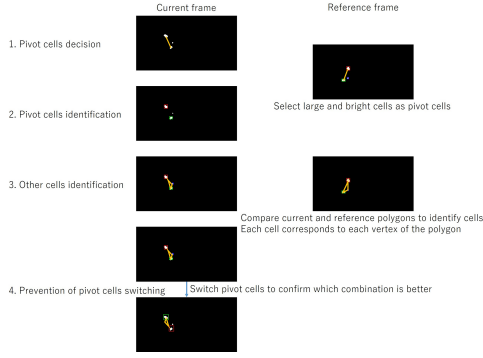 Current frame
Reference frame
1. Pivot cells decision
Select large and bright cells as pivot cells
2. Pivot cells identification
3. Other cells identification
Compare current and reference polygons to identify cells
Each cell corresponds to each vertex of the polygon
4. Prevention of pivot cells switching
Switch pivot cells to confirm which combination is better